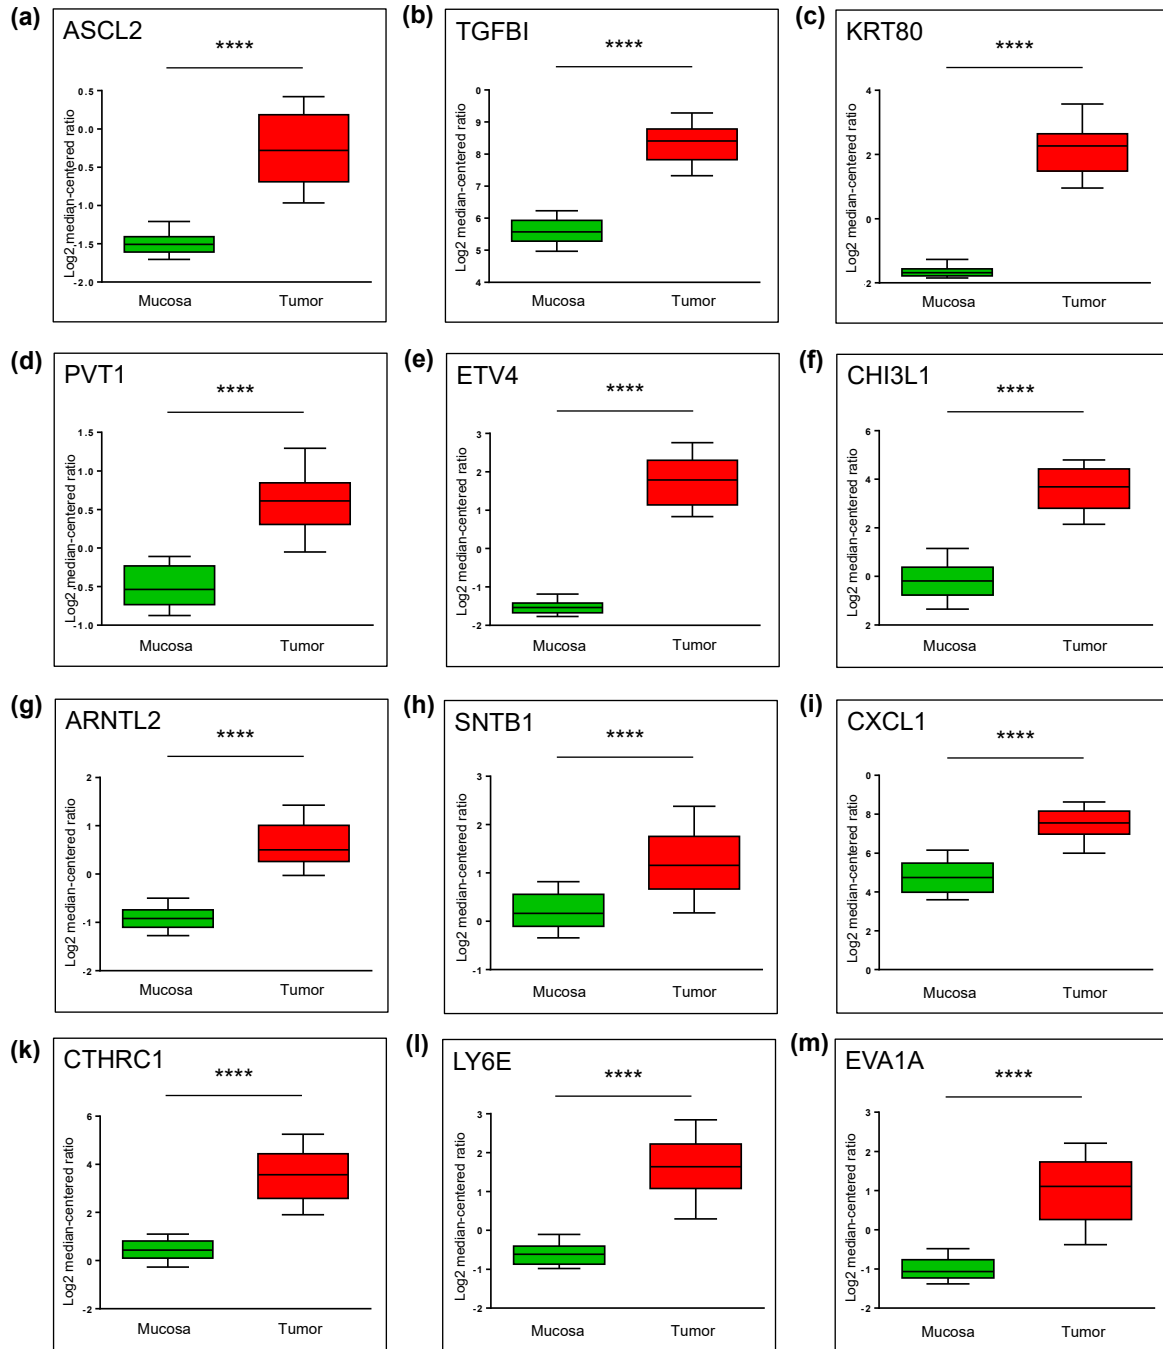 (a) ASCL2
****
Log2 median-centered ratio
0.5
0.0
-0.5
-1.0
-1.5
-2.0
Mucosa Tumor
(b) TGFBI
****
Log2 median-centered ratio
0
9
8
7
6
5
4
Mucosa Tumor
(c) KRT80
****
Log2 median-centered ratio
4
2
0
2
Mucosa Tumor
(d) PVT1
****
Log2 median-centered ratio
1.5
1.0
0.5
0.0
-0.5
-1.0
Mucosa Tumor
(e) ETV4
****
Log2 median-centered ratio
3
2
1
0
-1
-2
Mucosa Tumor
(f) CHI3L1
****
Log2 median-centered ratio
6
4
2
0
2
Mucosa Tumor
(g) ARNTL2
****
Log2 median-centered ratio
2
1
0
-1
-2
Mucosa Tumor
(h) SNTB1
****
Log2 median-centered ratio
3
2
1
0
-1
Mucosa Tumor
(i) CXCL1
****
Log2 median-centered ratio
0
8
6
4
2
0
Mucosa Tumor
(k) CTHRC1
****
Log2 median-centered ratio
6
4
2
0
-2
Mucosa Tumor
(l) LY6E
****
Log2 median-centered ratio
3
2
1
-0
-1
-2
Mucosa Tumor
(m) EVA1A
****
Log2 median-centered ratio
3
2
1
-0
-1
-2
Mucosa Tumor